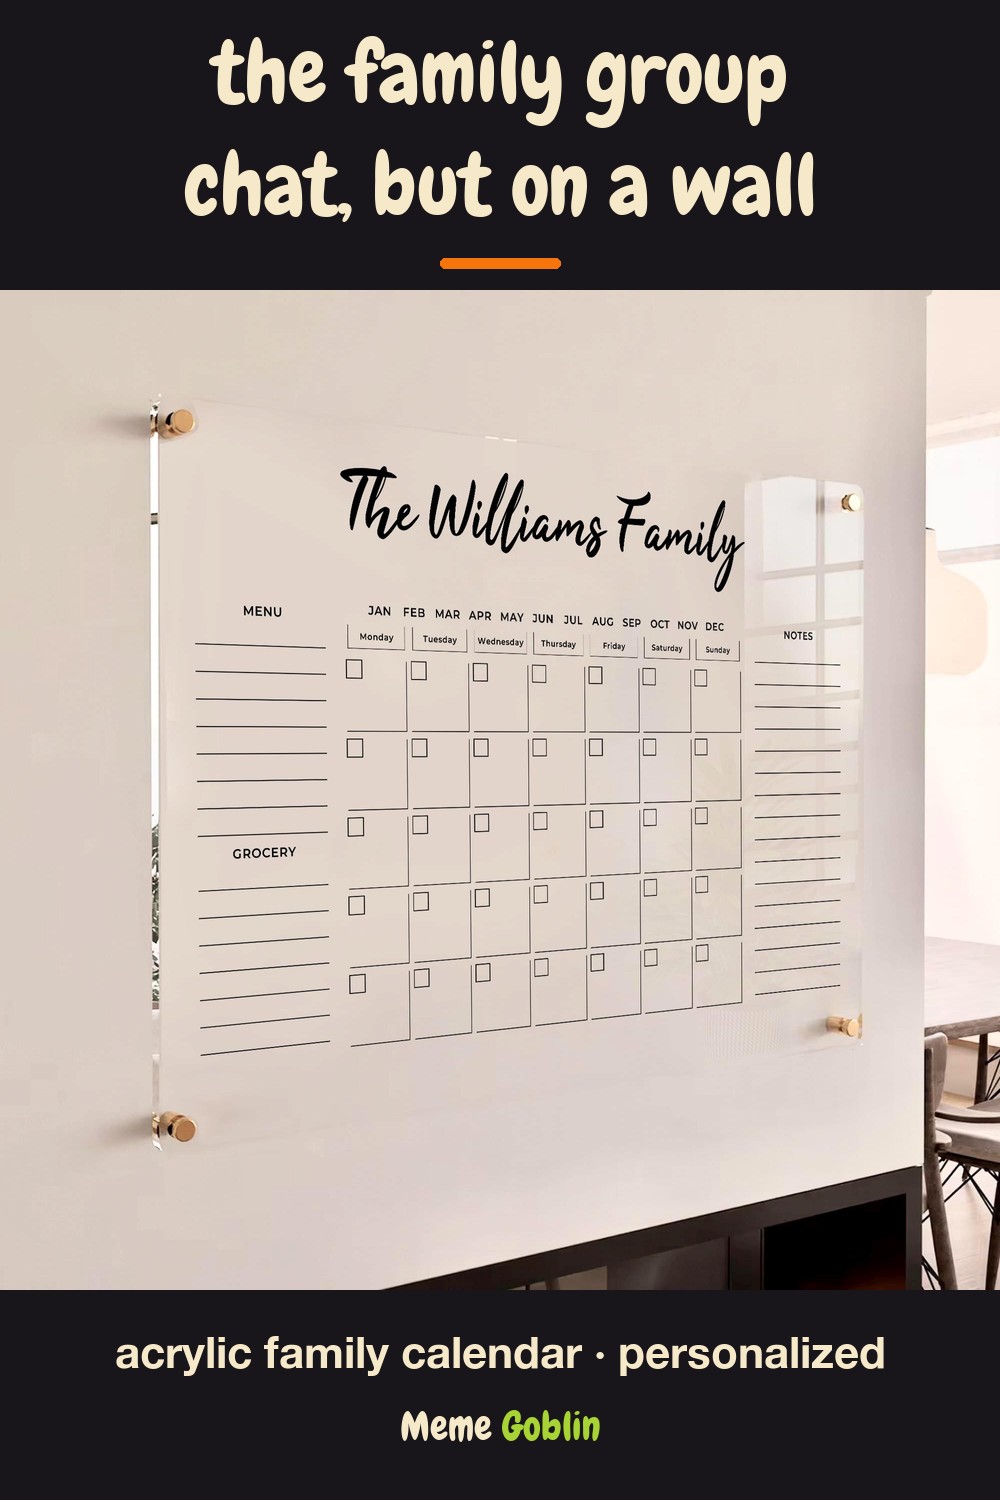 the family group
chat, but on a wall
The Williams Family
MENU
JAN FEB MAR APR MAY JUN JUL AUG SEP OCT NOV DEC
Monday Tuesday Wednesday Thursday Friday Saturday Sunday
NOTES
GROCERY
acrylic family calendar · personalized
Meme Goblin